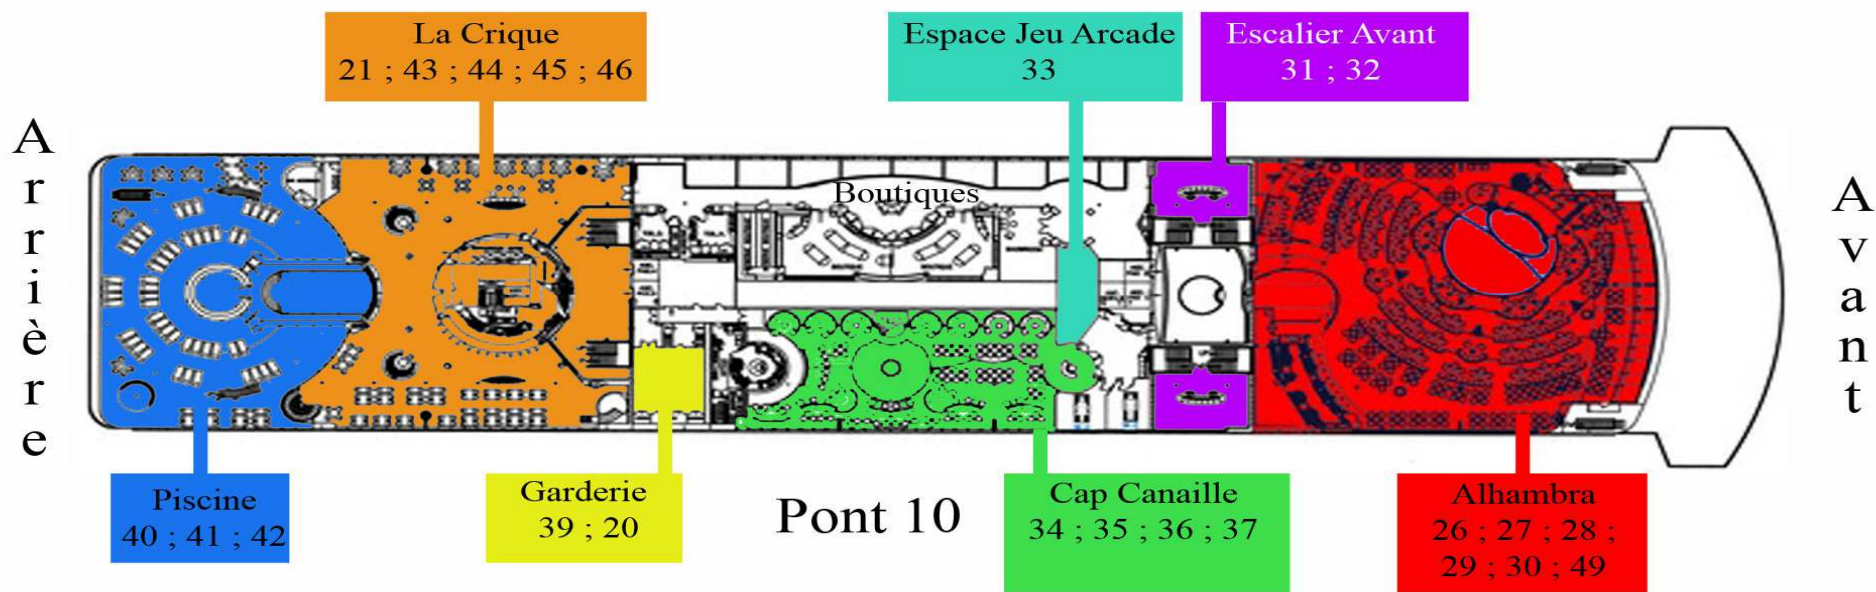 La Crique
21 ; 43 ; 44 ; 45 ; 46
Espace Jeu Arcade
33
Escalier Avant
31 ; 32
Arrière
Boutiques
Avant
Piscine
40 ; 41 ; 42
Garderie
39 ; 20
Pont 10
Cap Canaille
34 ; 35 ; 36 ; 37
Alhambra
26 ; 27 ; 28 ;
29 ; 30 ; 49